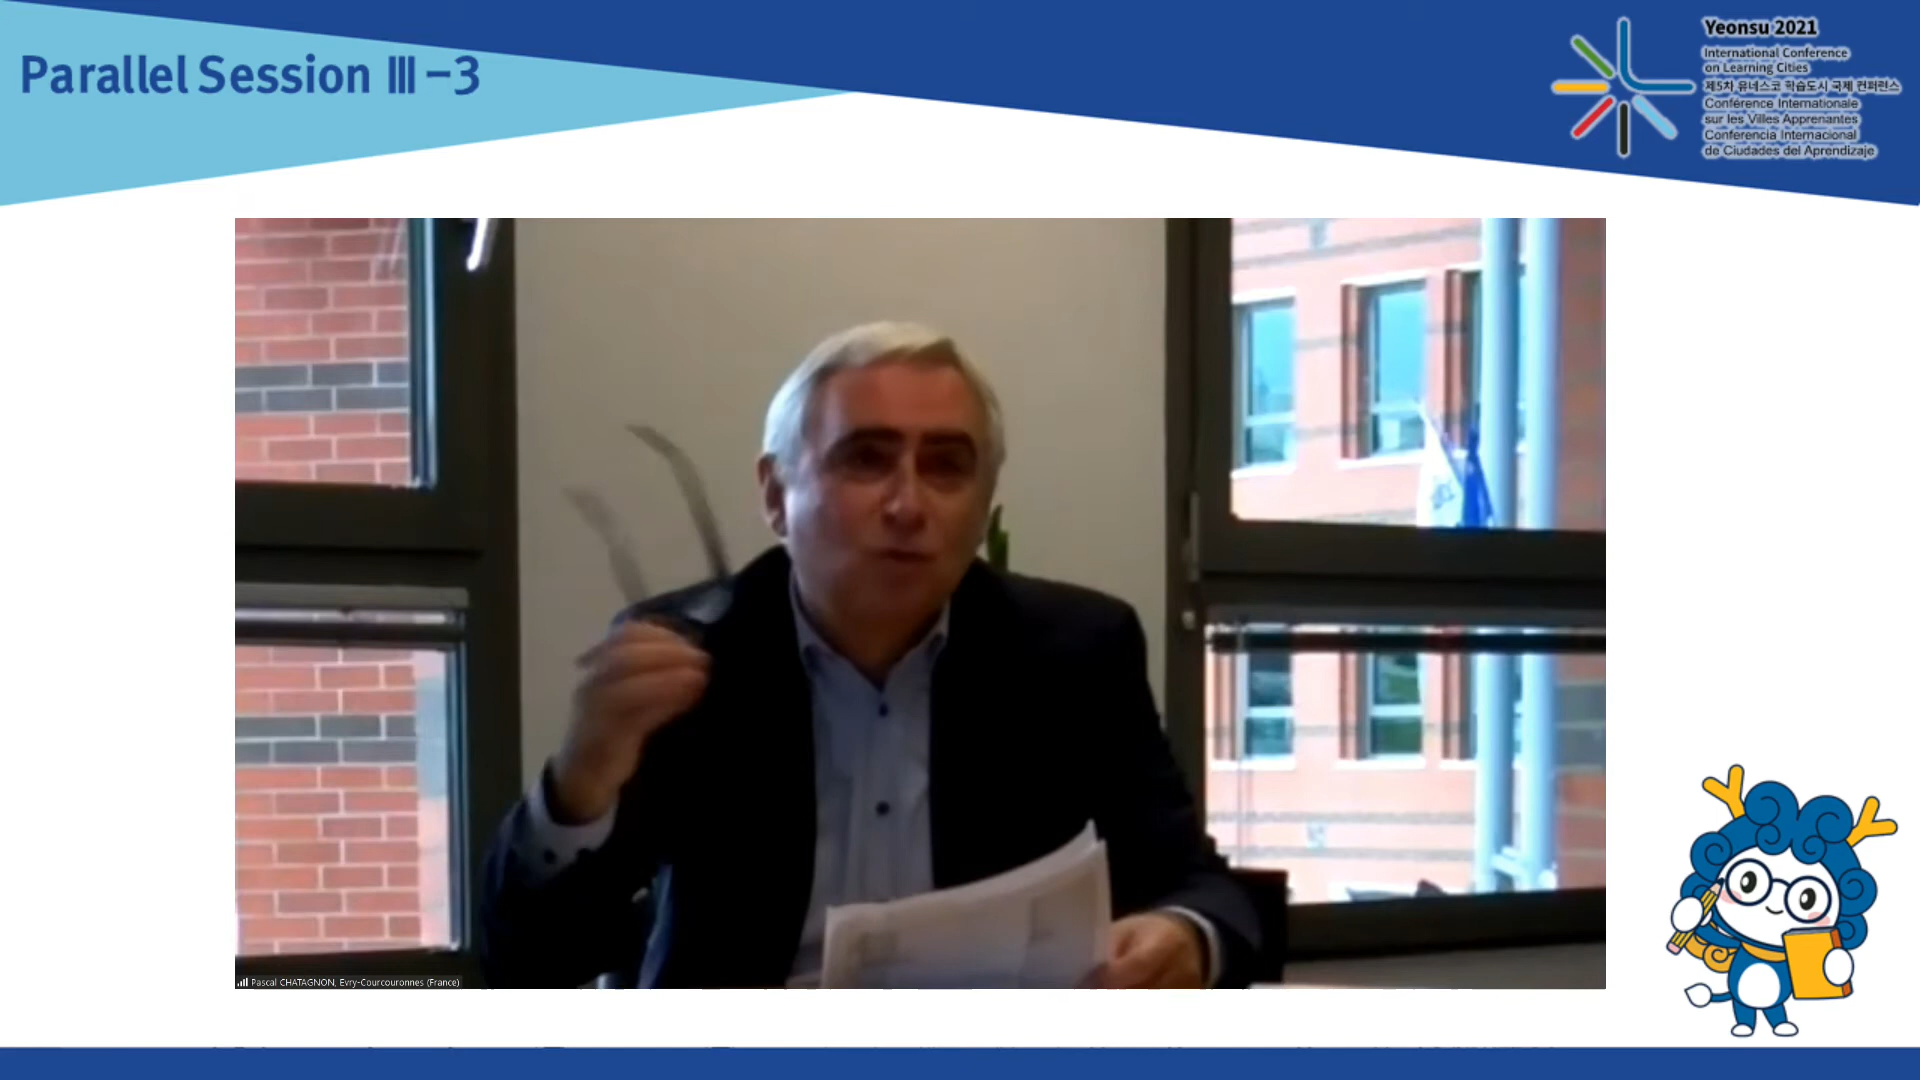 Parallel Session Ⅲ-3
Yeonsu 2021
International Conference
on Learning Cities
제5차 유네스코 학습도시 국제 컨퍼런스
Conférence Internationale
sur les Villes Apprenantes
Conferencia Internacional
de Ciudades del Aprendizaje
Pascal CHATAGNON, Evry-Courcouronnes (France)